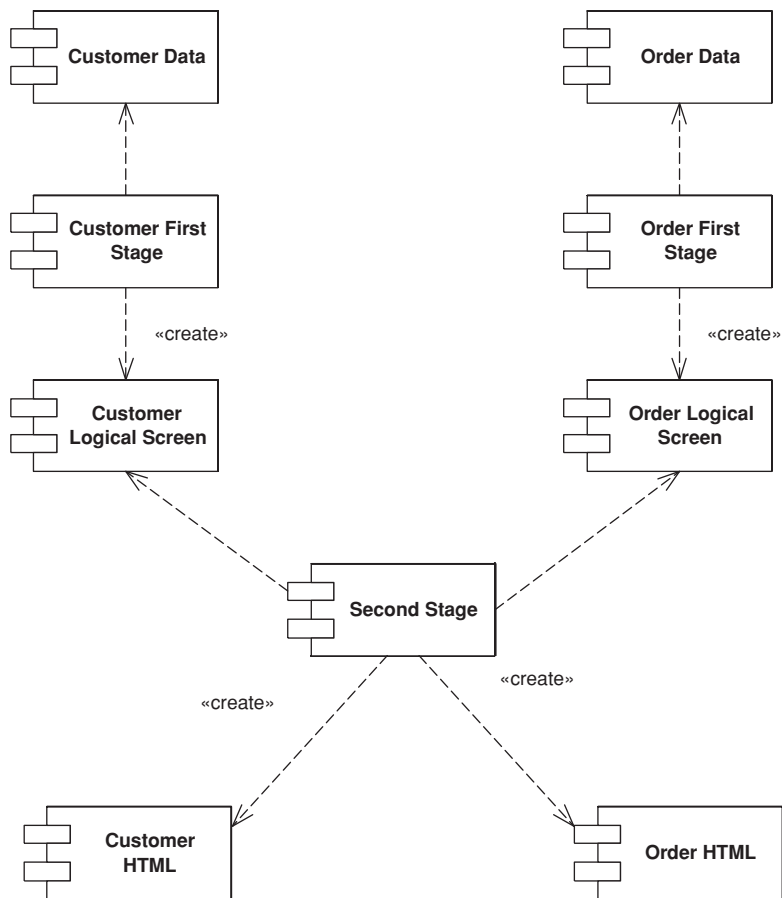 Customer Data
Order Data
Customer First
Stage
Order First
Stage
«create»
«create»
Customer
Logical Screen
Order Logical
Screen
Second Stage
«create»
«create»
Customer
HTML
Order HTML